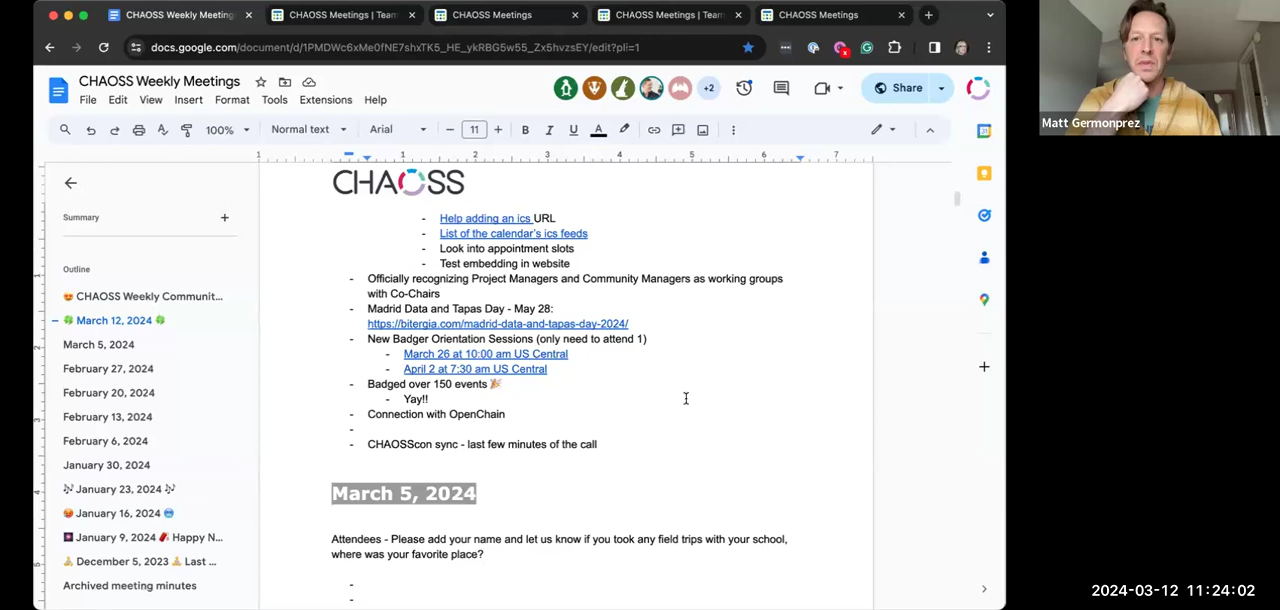 CHAOSS Weekly Meeting
CHAOSS Meetings | Team
CHAOSS Meetings
CHAOSS Meetings | Team
CHAOSS Meetings
docs.google.com/document/d/1PMDWc6xMe0fNE7shxTK5_HE_ykRBG5w55_Zx5hvzsEY/edit?pli=1
CHAOSS Weekly Meetings
File Edit View Insert Format Tools Extensions Help
+2
Share
100% Normal text Arial 11 B I U A
1 1 2 3 4 5 6 7
Summary
Outline
😍 CHAOSS Weekly Communit...
🍀 March 12, 2024 🍀
March 5, 2024
February 27, 2024
February 20, 2024
February 13, 2024
February 6, 2024
January 30, 2024
🎶 January 23, 2024 🎶
🥵 January 16, 2024 🥶
🎆 January 9, 2024 🧨 Happy N...
🙏 December 5, 2023 🙏 Last ...
Archived meeting minutes
CHAOSS
- Help adding an ics URL
- List of the calendar's ics feeds
- Look into appointment slots
- Test embedding in website
- Officially recognizing Project Managers and Community Managers as working groups
with Co-Chairs
- Madrid Data and Tapas Day - May 28:
https://bitergia.com/madrid-data-and-tapas-day-2024/
- New Badger Orientation Sessions (only need to attend 1)
- March 26 at 10:00 am US Central
- April 2 at 7:30 am US Central
- Badged over 150 events 🎉
- Yay!!
- Connection with OpenChain
-
- CHAOSScon sync - last few minutes of the call
March 5, 2024
Attendees - Please add your name and let us know if you took any field trips with your school,
where was your favorite place?
-
-
Matt Germonprez
2024-03-12 11:24:02